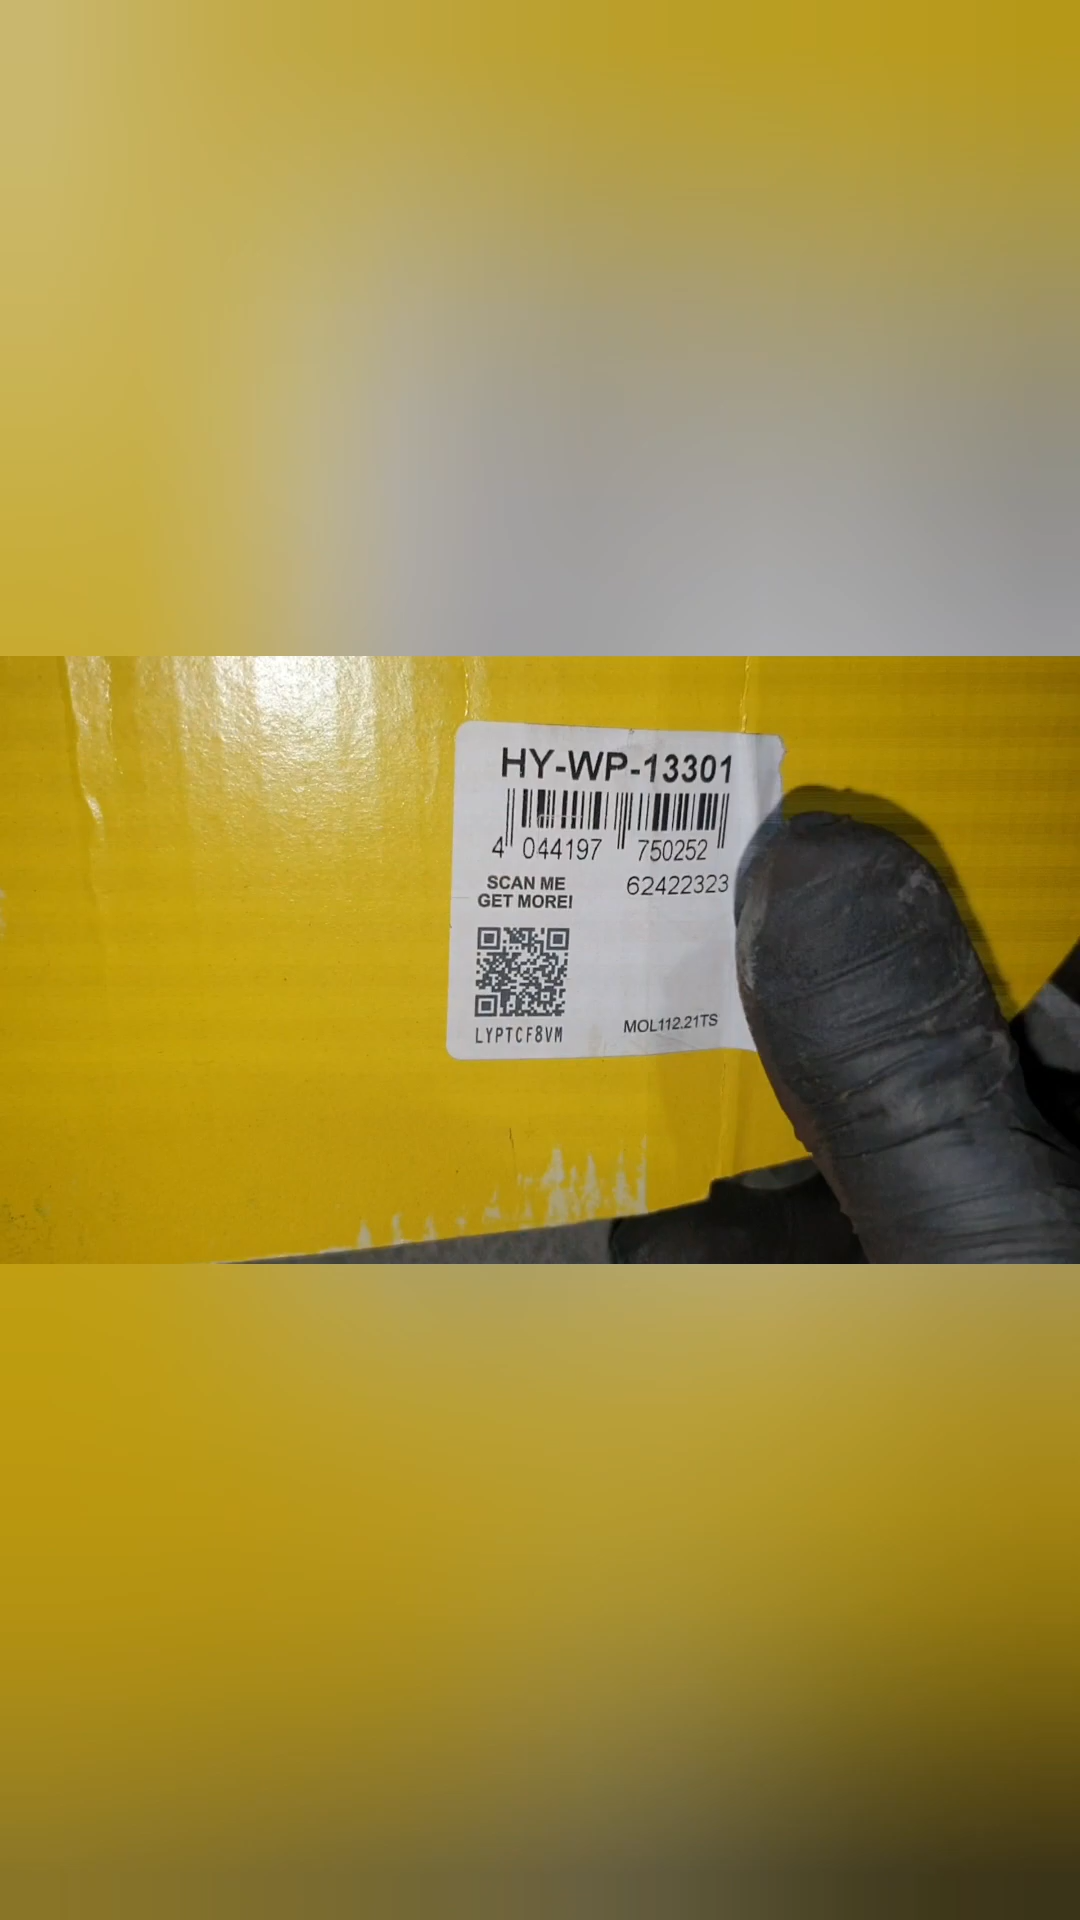 HY-WP-13301
4 044197 750252
62422323
SCAN ME
GET MORE!
LYPTCF8VM
MOL112.21TS